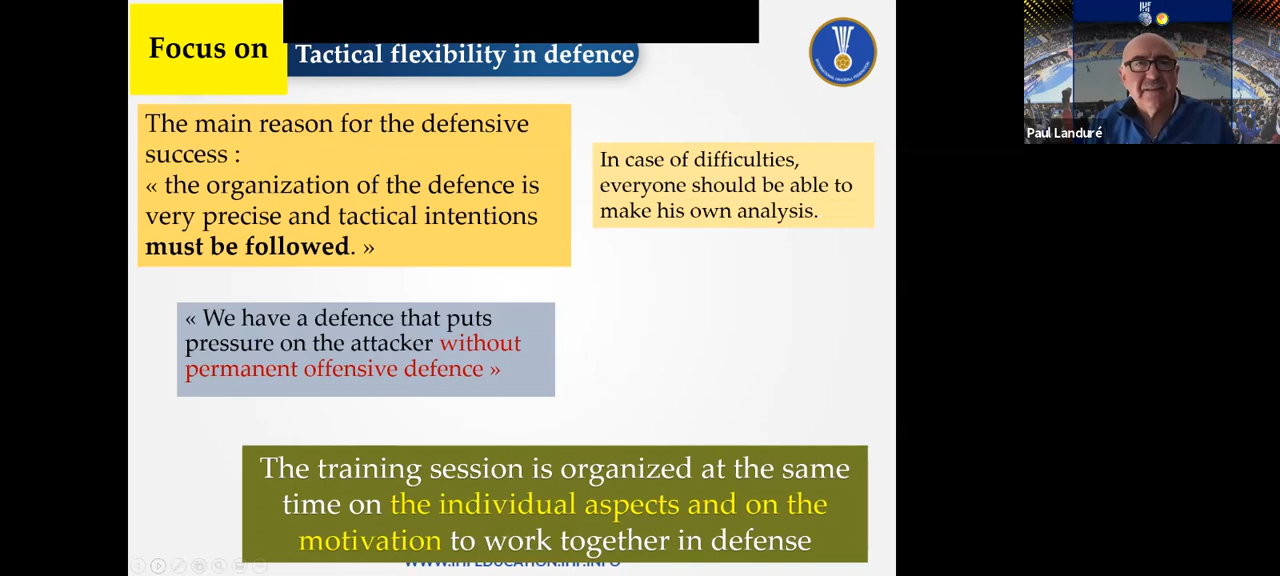 Focus on
Tactical flexibility in defence
The main reason for the defensive
success :
« the organization of the defence is
very precise and tactical intentions
must be followed. »
In case of difficulties,
everyone should be able to
make his own analysis.
« We have a defence that puts
pressure on the attacker without
permanent offensive defence »
The training session is organized at the same
time on the individual aspects and on the
motivation to work together in defense
IHF
Paul Landuré